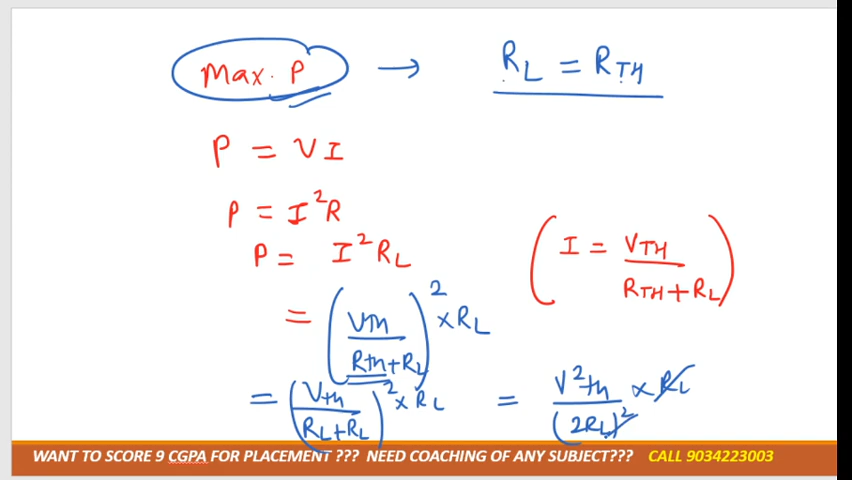 Max. P → RL = RTH
P = VI
P = I²R
P = I²RL
(I = VTH / RTH+RL)
= (Vth / Rth+RL)² × RL
= (Vth / RL+RL)² × RL = V²th / (2RL)² × RL
WANT TO SCORE 9 CGPA FOR PLACEMENT ??? NEED COACHING OF ANY SUBJECT??? CALL 9034223003